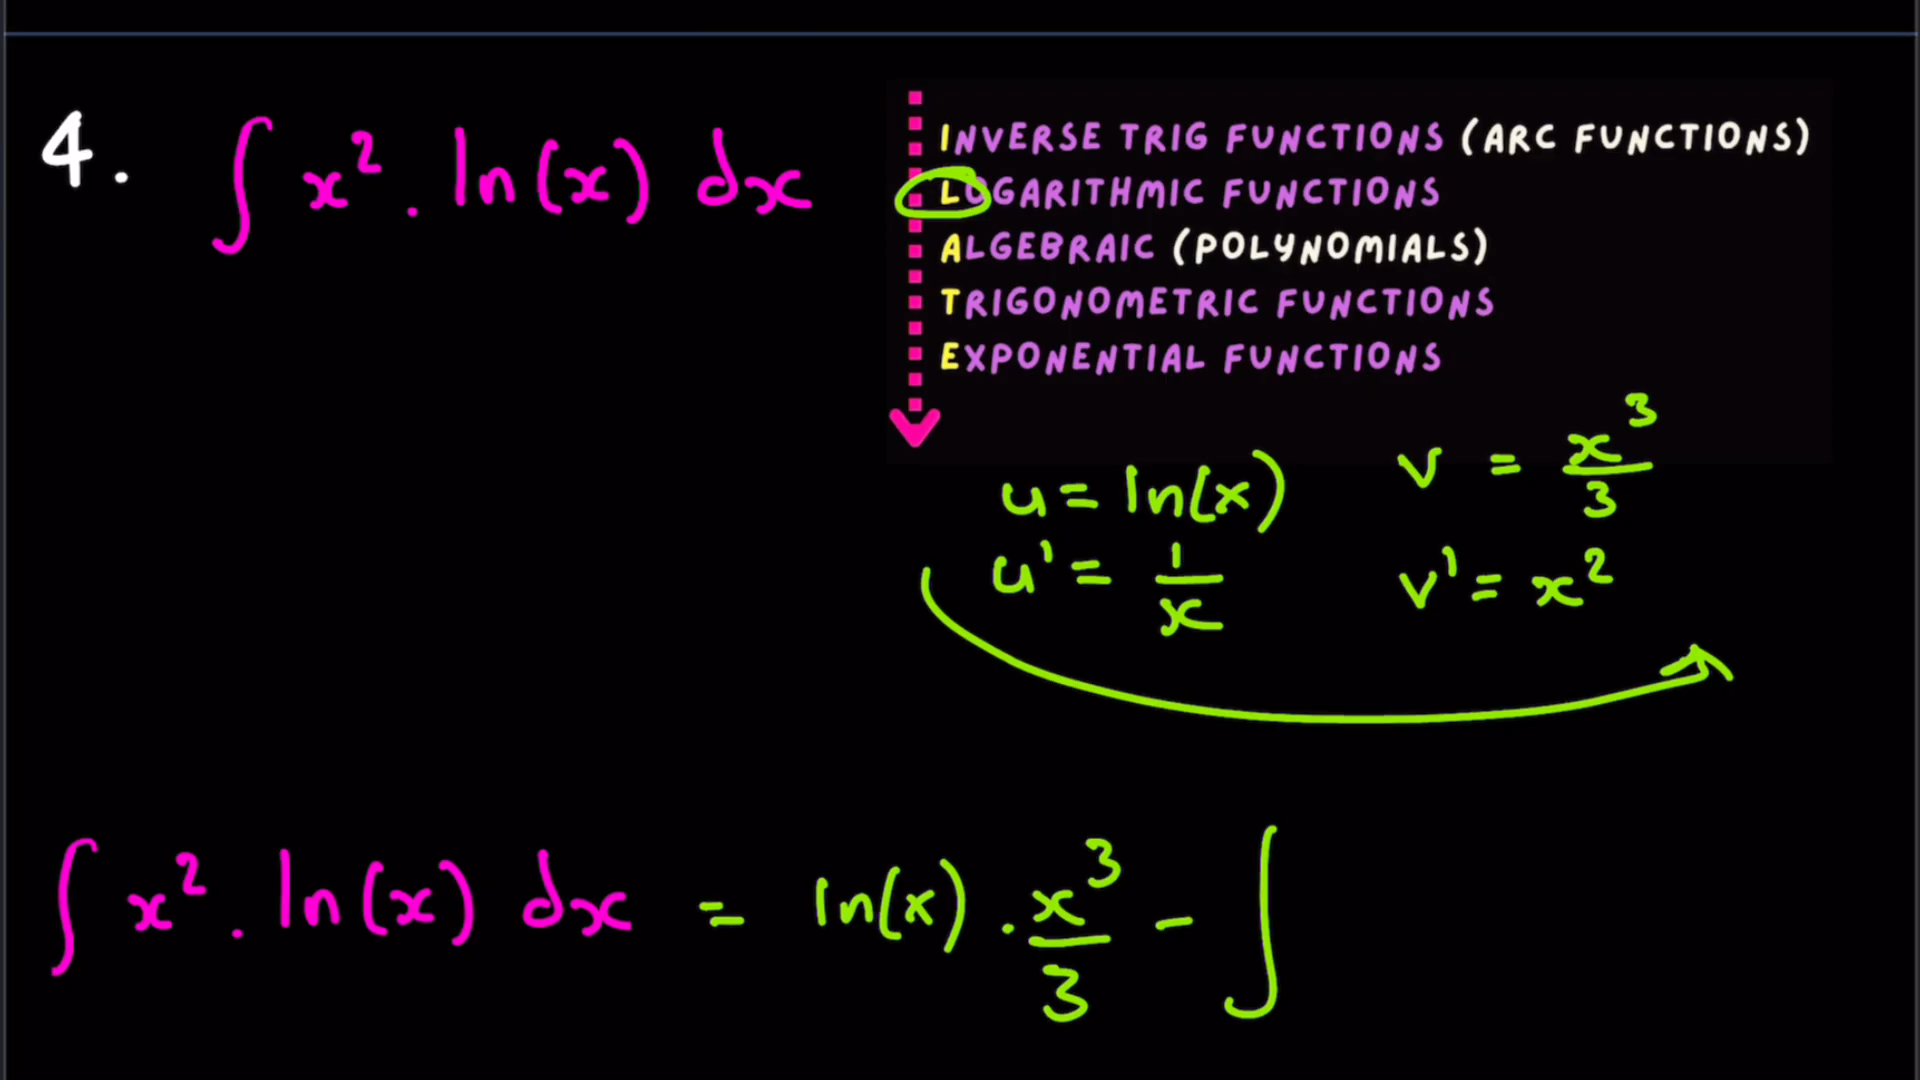 4. ∫ x² . ln(x) dx
INVERSE TRIG FUNCTIONS (ARC FUNCTIONS)
LOGARITHMIC FUNCTIONS
ALGEBRAIC (POLYNOMIALS)
TRIGONOMETRIC FUNCTIONS
EXPONENTIAL FUNCTIONS
u = ln(x) v = x³/3
u' = 1/x v' = x²
∫ x² . ln(x) dx = ln(x) . x³/3 - ∫